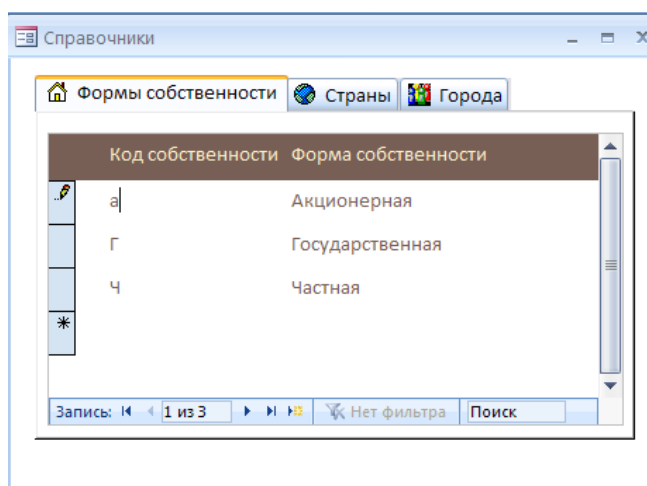 Справочники
Формы собственности Страны Города
Код собственности Форма собственности
а Акционерная
Г Государственная
Ч Частная
Запись: 1 из 3 Нет фильтра Поиск